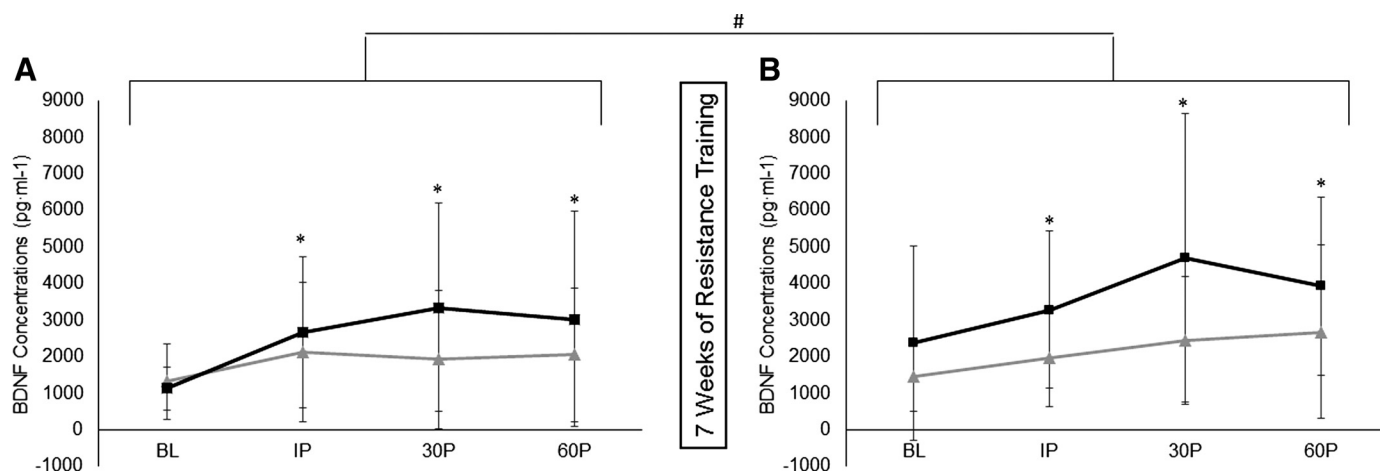 #
A
B
BDNF Concentrations (pg·ml-1)
9000
8000
7000
6000
5000
4000
3000
2000
1000
0
-1000
* * *
BL IP 30P 60P
7 Weeks of Resistance Training
BDNF Concentrations (pg·ml-1)
9000
8000
7000
6000
5000
4000
3000
2000
1000
0
-1000
* * *
BL IP 30P 60P